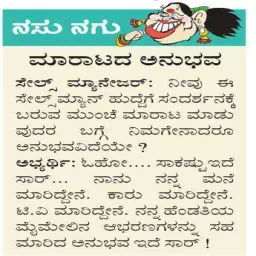 ನಸು ನಗು
ಮಾರಾಟದ ಅನುಭವ
ಸೇಲ್ಸ್ ಮ್ಯಾನೇಜರ್: ನೀವು ಈ
ಸೇಲ್ಸ್‌ಮ್ಯಾನ್ ಹುದ್ದೆಗೆ ಸಂದರ್ಶನಕ್ಕೆ
ಬರುವ ಮುಂಚೆ ಮಾರಾಟ ಮಾಡು
ವುದರ ಬಗ್ಗೆ ನಿಮಗೇನಾದರೂ
ಅನುಭವವಿದೆಯೇ ?
ಅಭ್ಯರ್ಥಿ: ಓಹೋ.... ಸಾಕಷ್ಟುಇದೆ
ಸಾರ್... ನಾನು ನನ್ನ ಮನೆ
ಮಾರಿದ್ದೇನೆ. ಕಾರು ಮಾರಿದ್ದೇನೆ.
ಟಿ.ವಿ ಮಾರಿದ್ದೇನೆ. ನನ್ನ ಹೆಂಡತಿಯ
ಮೈಮೇಲಿನ ಆಭರಣಗಳನ್ನು ಸಹ
ಮಾರಿದ ಅನುಭವ ಇದೆ ಸಾರ್ !